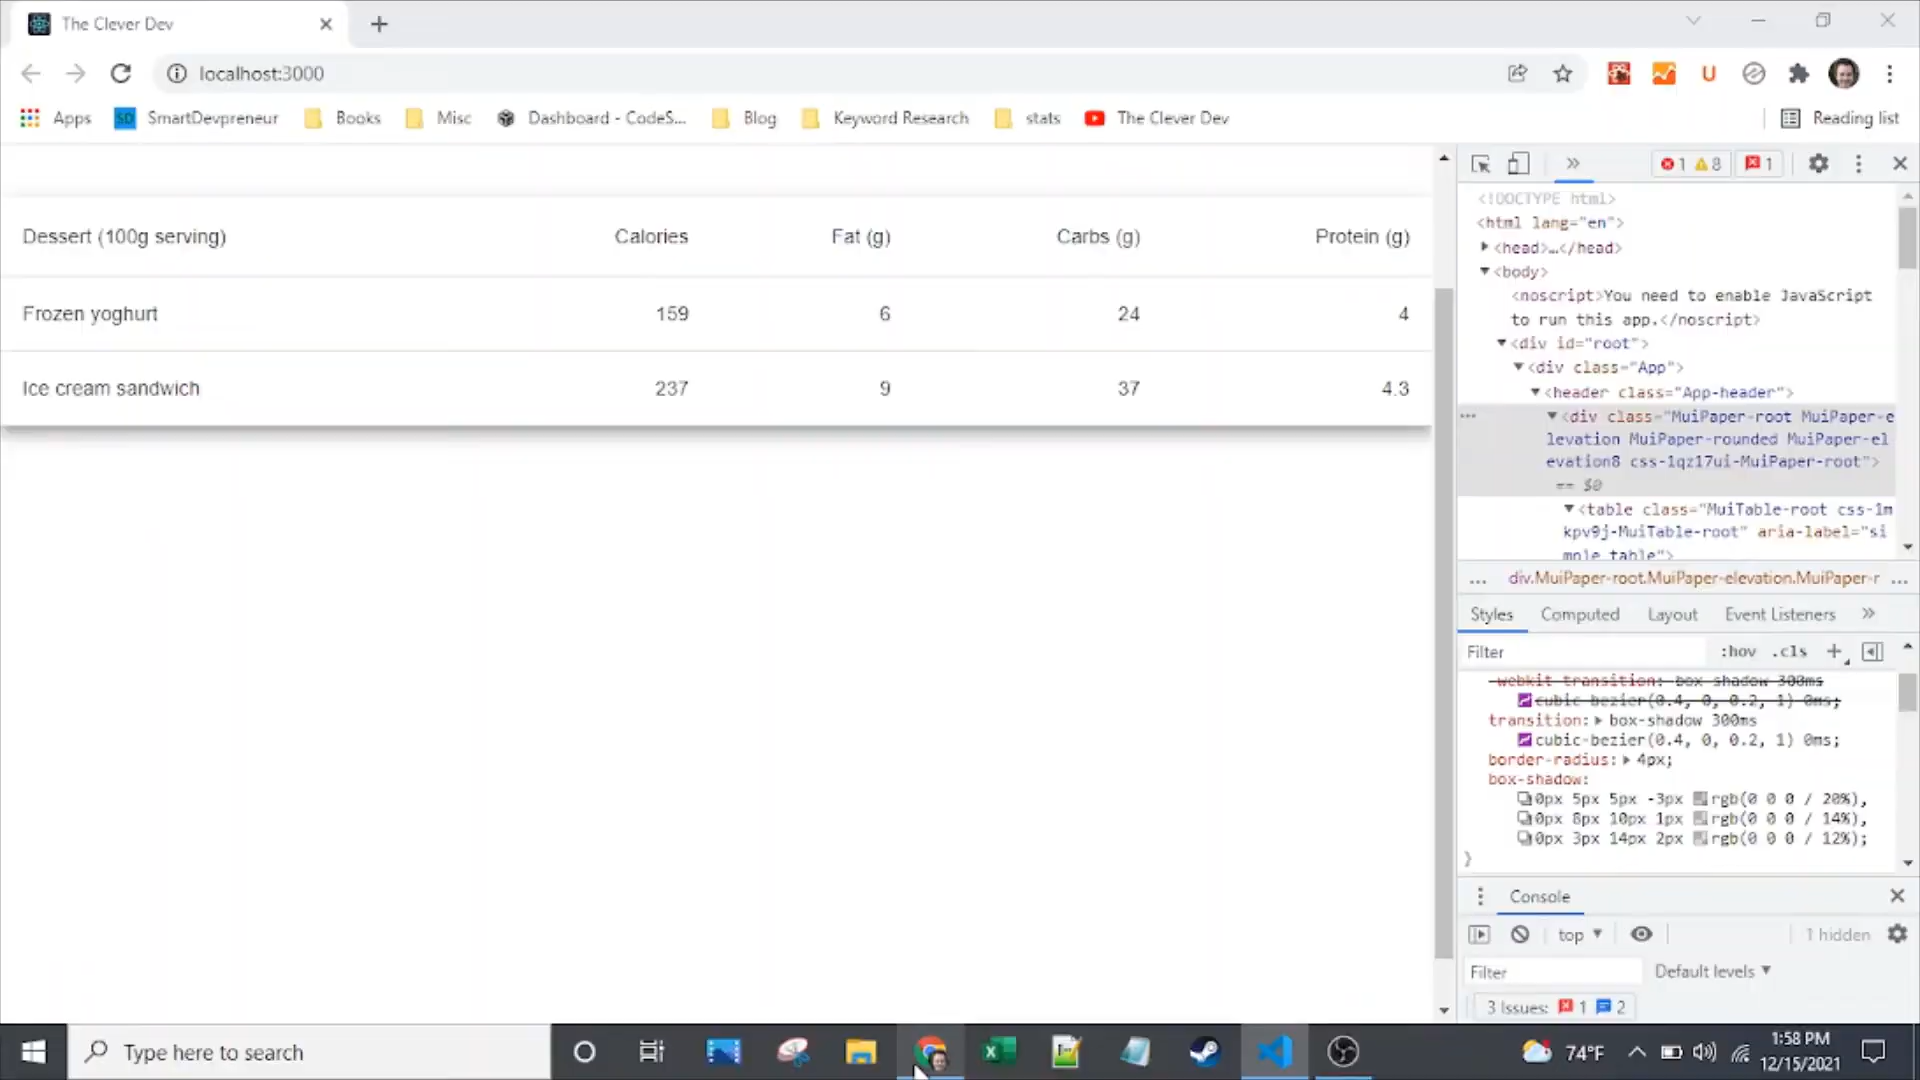 The Clever Dev
localhost:3000
Apps SmartDevpreneur Books Misc Dashboard - CodeS... Blog Keyword Research stats The Clever Dev Reading list
1 8 1
Dessert (100g serving) Calories Fat (g) Carbs (g) Protein (g)
Frozen yoghurt 159 6 24 4
Ice cream sandwich 237 9 37 4.3
<!DOCTYPE html>
<html lang="en">
<head>…</head>
<body>
<noscript>You need to enable JavaScript
to run this app.</noscript>
<div id="root">
<div class="App">
<header class="App-header">
<div class="MuiPaper-root MuiPaper-e
levation MuiPaper-rounded MuiPaper-el
evation8 css-1qz17ui-MuiPaper-root">
== $0
<table class="MuiTable-root css-1m
kpv9j-MuiTable-root" aria-label="si
mple table">
... div.MuiPaper-root.MuiPaper-elevation.MuiPaper-r ...
Styles Computed Layout Event Listeners
Filter :hov .cls
-webkit-transition: box-shadow 300ms
cubic-bezier(0.4, 0, 0.2, 1) 0ms;
transition: box-shadow 300ms
cubic-bezier(0.4, 0, 0.2, 1) 0ms;
border-radius: 4px;
box-shadow:
0px 5px 5px -3px rgb(0 0 0 / 20%),
0px 8px 10px 1px rgb(0 0 0 / 14%),
0px 3px 14px 2px rgb(0 0 0 / 12%);
}
Console
top 1 hidden
Filter Default levels
3 Issues: 1 2
Type here to search
74°F
1:58 PM
12/15/2021